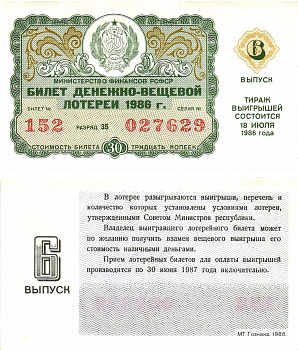 МИНИСТЕРСТВО ФИНАНСОВ РСФСР
БИЛЕТ ДЕНЕЖНО-ВЕЩЕВОЙ
ЛОТЕРЕИ 1986 г.
БИЛЕТ № СЕРИЯ №
152 РАЗРЯД 35 027629
СТОИМОСТЬ БИЛЕТА 30 ТРИДЦАТЬ КОПЕЕК
6
ВЫПУСК
ТИРАЖ
ВЫИГРЫШЕЙ
СОСТОИТСЯ
18 ИЮЛЯ
1986 года
6
ВЫПУСК
В лотерее разыгрываются выигрыши, перечень и
количество которых установлены условиями лотереи,
утвержденными Советом Министров республики.
Владелец выигравшего лотерейного билета может
по желанию получить взамен вещевого выигрыша его
стоимость деньгами.
Прием лотерейных билетов для оплаты выигрышей
производится по 30 июня 1987 года включительно.
МТ Гознака. 1986.